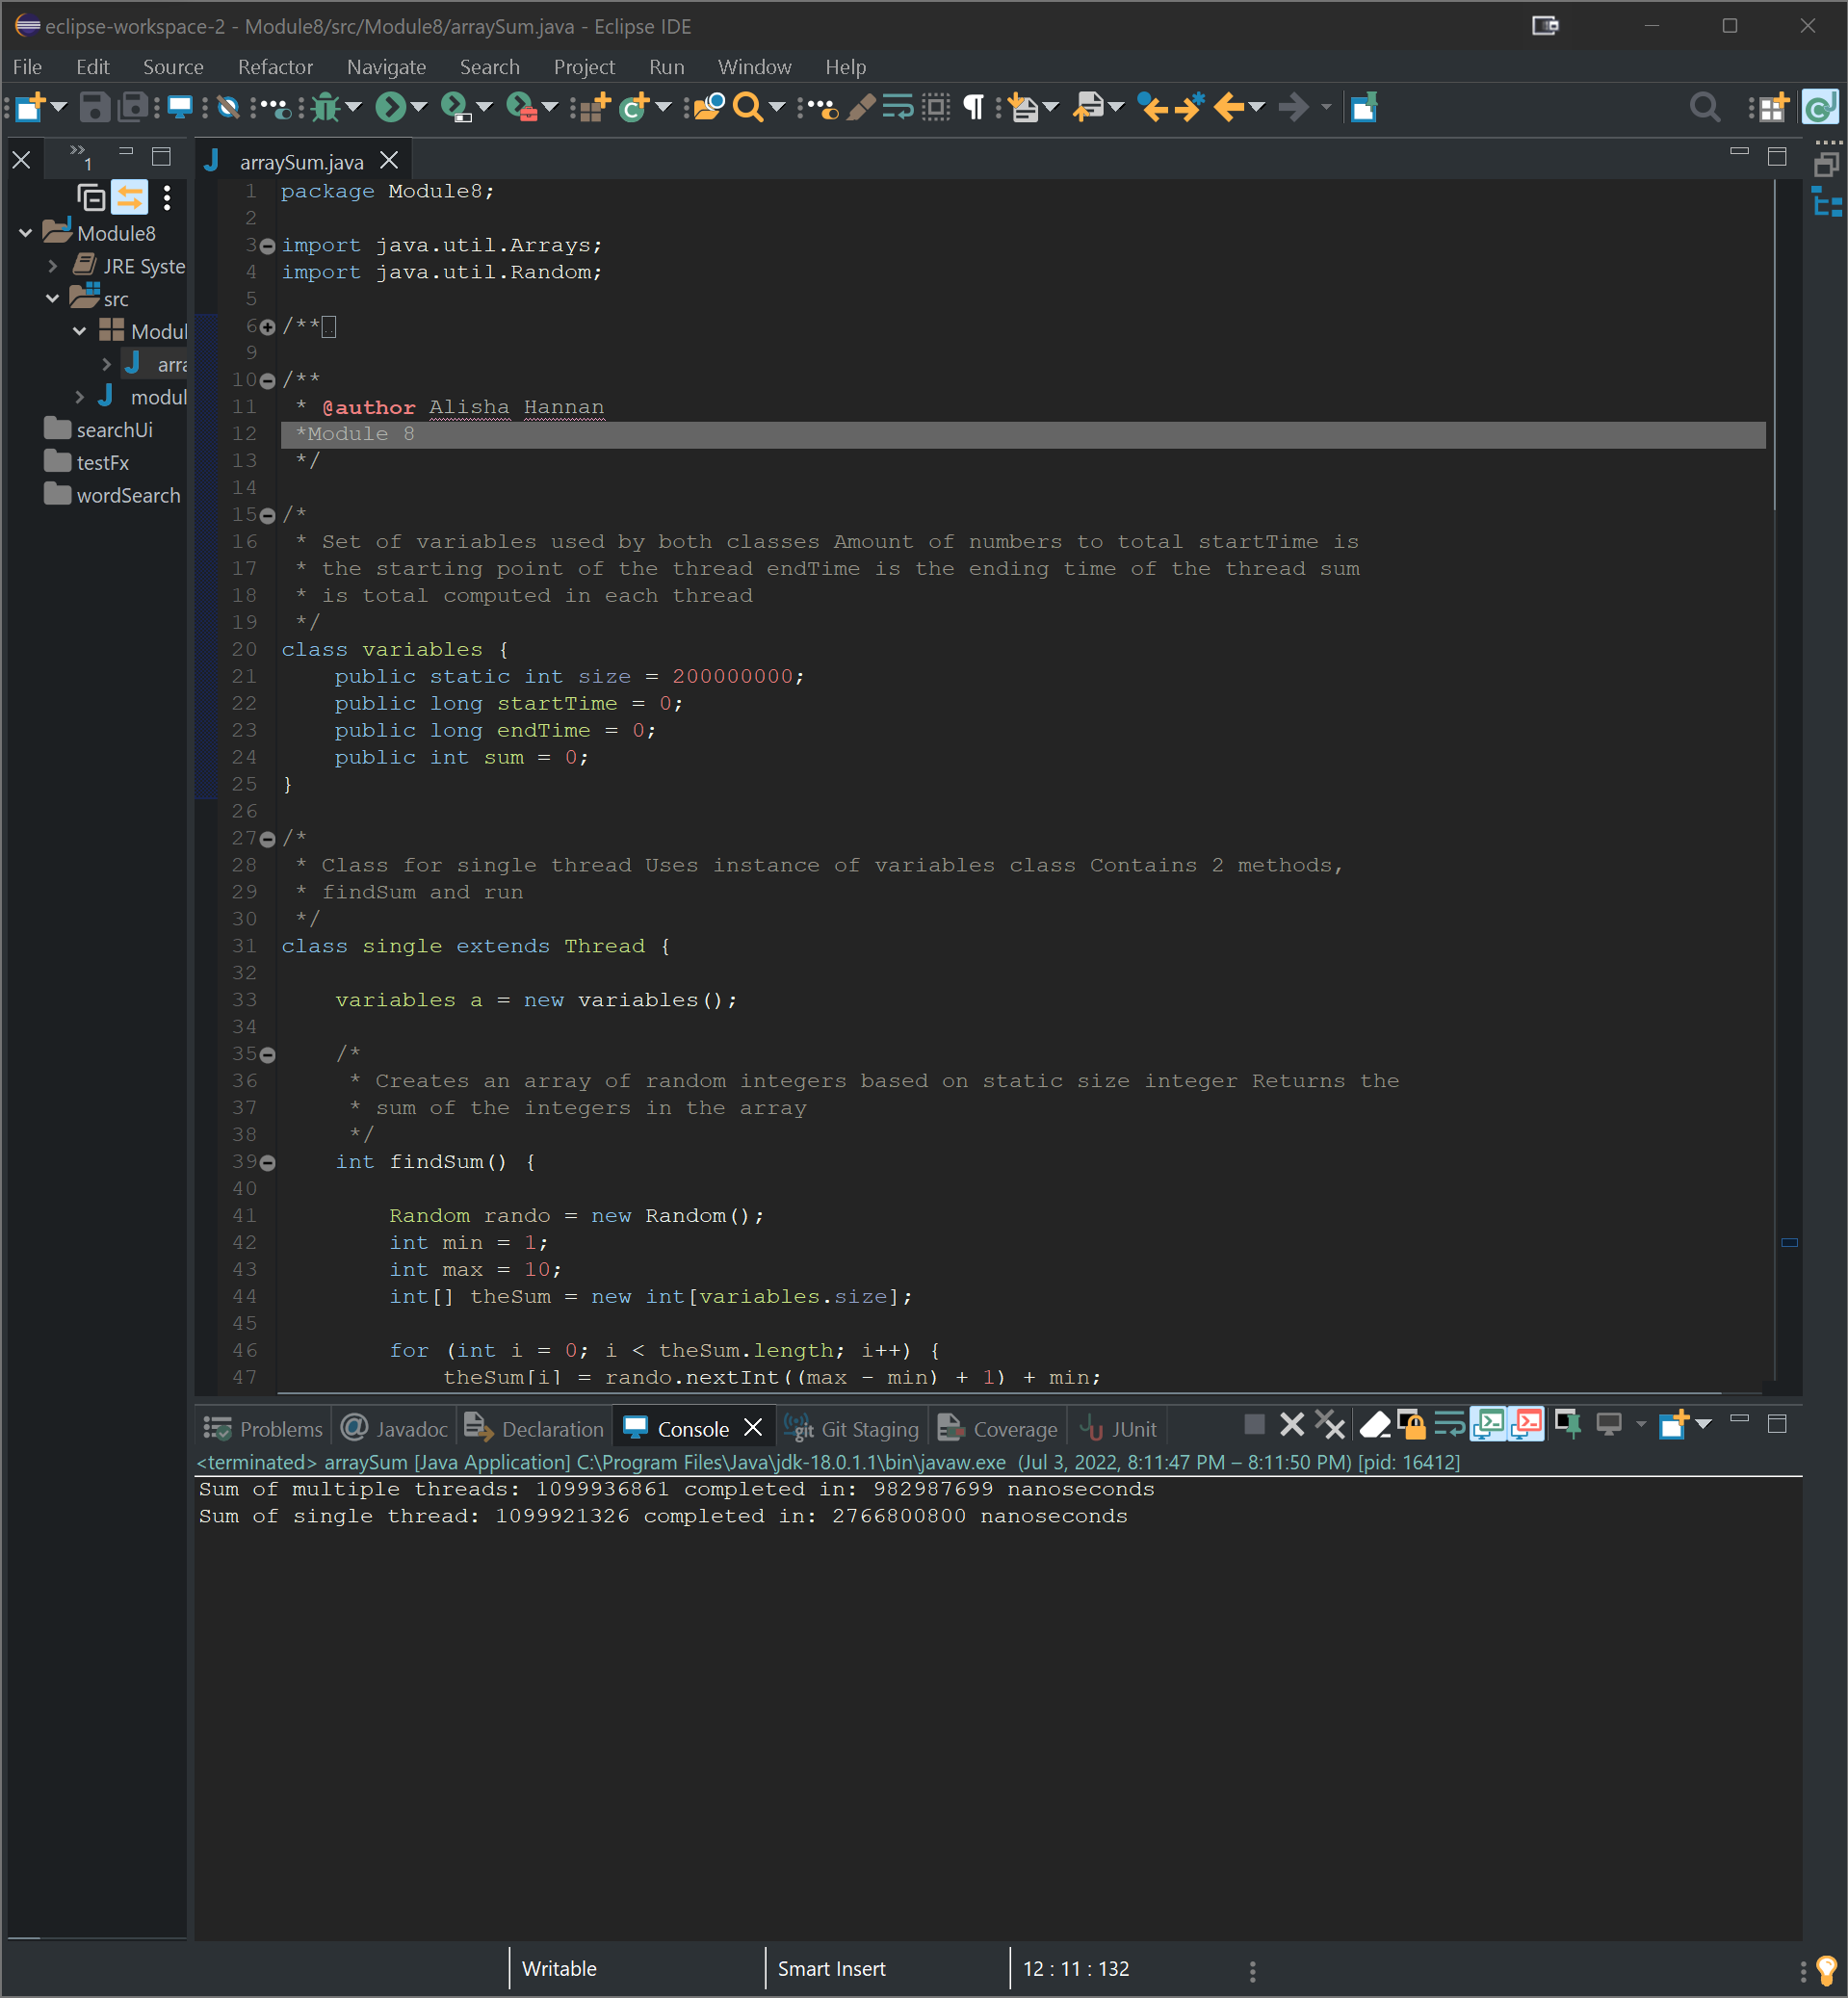 eclipse-workspace-2 - Module8/src/Module8/arraySum.java - Eclipse IDE
File Edit Source Refactor Navigate Search Project Run Window Help
1
arraySum.java
Module8
JRE Syste
src
Modul
arra
modul
searchUi
testFx
wordSearch
1 package Module8;
2
3 import java.util.Arrays;
4 import java.util.Random;
5
6 /**
9
10 /**
11 * @author Alisha Hannan
12 *Module 8
13 */
14
15 /*
16 * Set of variables used by both classes Amount of numbers to total startTime is
17 * the starting point of the thread endTime is the ending time of the thread sum
18 * is total computed in each thread
19 */
20 class variables {
21 public static int size = 200000000;
22 public long startTime = 0;
23 public long endTime = 0;
24 public int sum = 0;
25 }
26
27 /*
28 * Class for single thread Uses instance of variables class Contains 2 methods,
29 * findSum and run
30 */
31 class single extends Thread {
32
33 variables a = new variables();
34
35 /*
36 * Creates an array of random integers based on static size integer Returns the
37 * sum of the integers in the array
38 */
39 int findSum() {
40
41 Random rando = new Random();
42 int min = 1;
43 int max = 10;
44 int[] theSum = new int[variables.size];
45
46 for (int i = 0; i < theSum.length; i++) {
47 theSum[i] = rando.nextInt((max - min) + 1) + min;
Problems Javadoc Declaration Console Git Staging Coverage JUnit
<terminated> arraySum [Java Application] C:\Program Files\Java\jdk-18.0.1.1\bin\javaw.exe (Jul 3, 2022, 8:11:47 PM – 8:11:50 PM) [pid: 16412]
Sum of multiple threads: 1099936861 completed in: 982987699 nanoseconds
Sum of single thread: 1099921326 completed in: 2766800800 nanoseconds
Writable Smart Insert 12 : 11 : 132